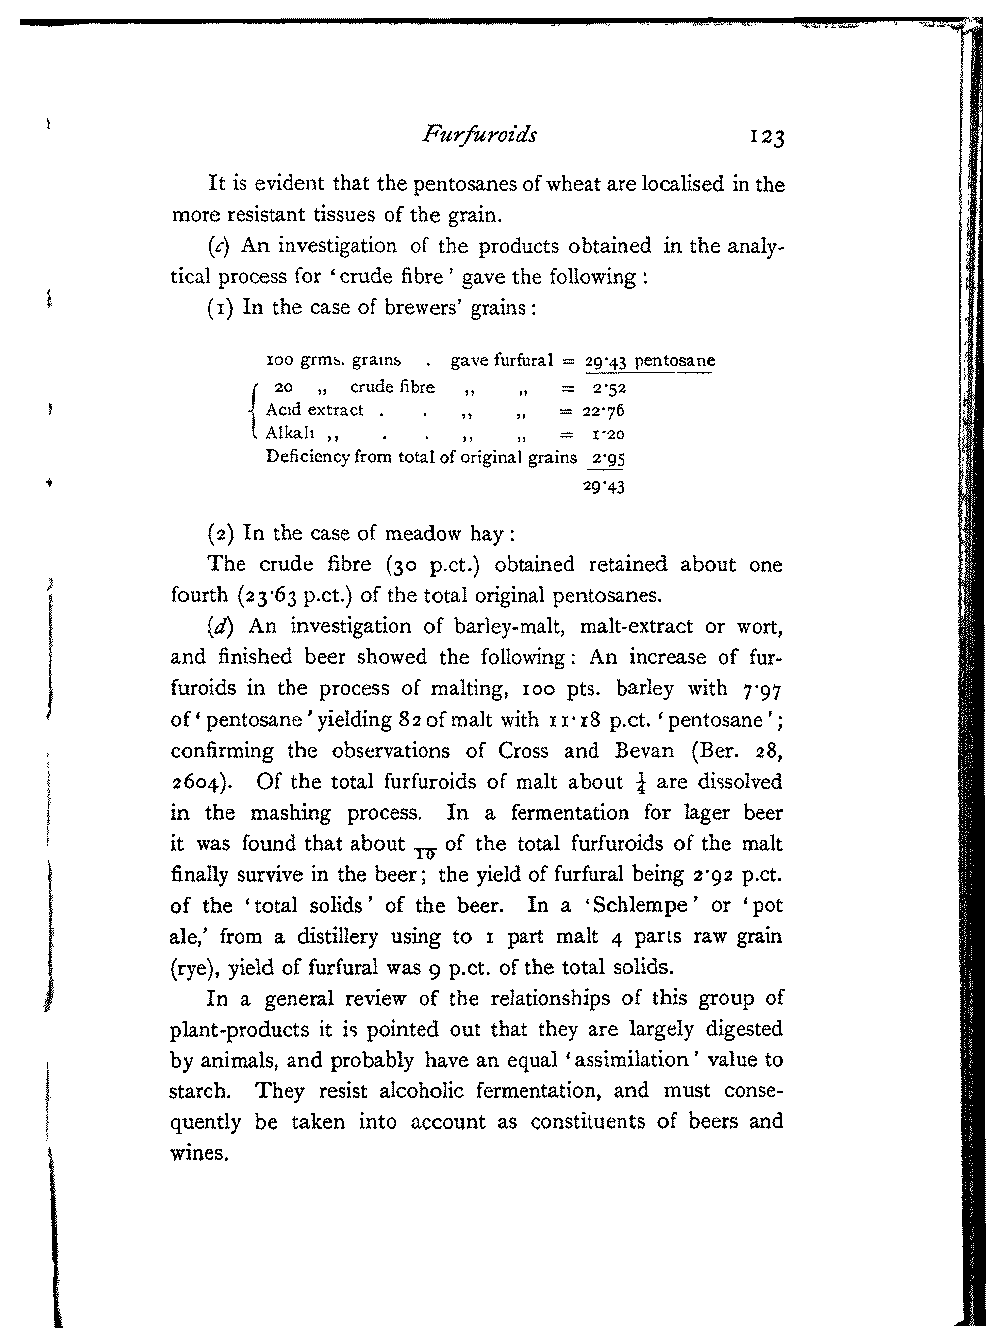 Furfuroids 123
It is evident that the pentosanes of wheat are localised in the
more resistant tissues of the grain.
(c) An investigation of the products obtained in the analy-
tical process for ‘crude fibre’ gave the following :
(1) In the case of brewers’ grains :
100 grms. grains . gave furfural = 29·43 pentosane
20 ,, crude fibre ,, ,, = 2·52
Acid extract . . ,, ,, = 22·76
Alkali ,, . . ,, ,, = 1·20
Deficiency from total of original grains 2·95
29·43
(2) In the case of meadow hay :
The crude fibre (30 p.ct.) obtained retained about one
fourth (23·63 p.ct.) of the total original pentosanes.
(d) An investigation of barley-malt, malt-extract or wort,
and finished beer showed the following : An increase of fur-
furoids in the process of malting, 100 pts. barley with 7·97
of ‘pentosane’ yielding 82 of malt with 11·18 p.ct. ‘pentosane’ ;
confirming the observations of Cross and Bevan (Ber. 28,
2604). Of the total furfuroids of malt about ¼ are dissolved
in the mashing process. In a fermentation for lager beer
it was found that about 10 of the total furfuroids of the malt
finally survive in the beer ; the yield of furfural being 2·92 p.ct.
of the ‘total solids’ of the beer. In a ‘Schlempe’ or ‘pot
ale,’ from a distillery using to 1 part malt 4 parts raw grain
(rye), yield of furfural was 9 p.ct. of the total solids.
In a general review of the relationships of this group of
plant-products it is pointed out that they are largely digested
by animals, and probably have an equal ‘assimilation’ value to
starch. They resist alcoholic fermentation, and must conse-
quently be taken into account as constituents of beers and
wines.